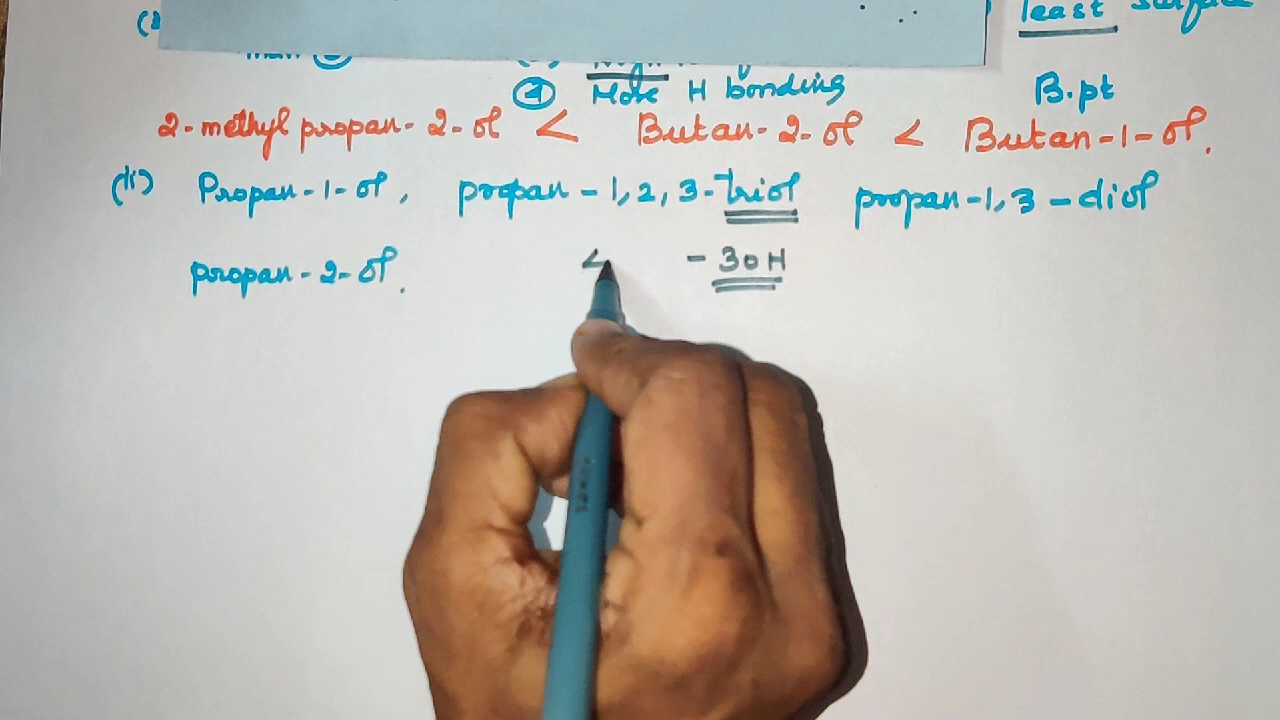 least
④ More H bonding B.pt
2-methyl propan-2-ol < Butan-2-ol < Butan-1-ol.
(ii) Propan-1-ol, propan-1,2,3-triol propan-1,3-diol
propan-2-ol. < - 3OH